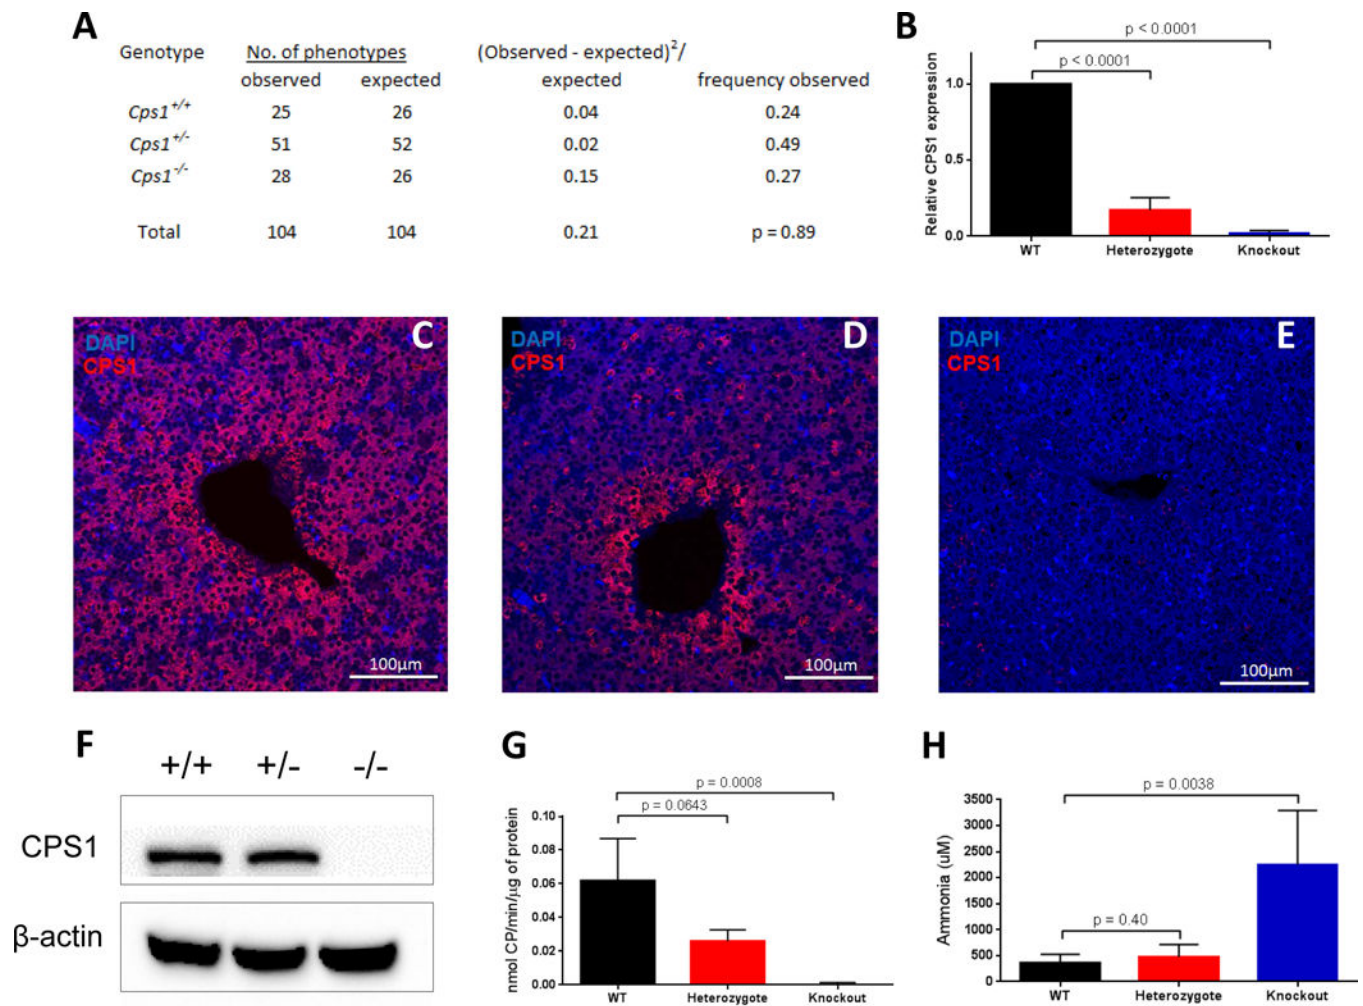 A
Genotype No. of phenotypes (Observed - expected)²/
observed expected expected frequency observed
Cps1+/+ 25 26 0.04 0.24
Cps1+/- 51 52 0.02 0.49
Cps1-/- 28 26 0.15 0.27
Total 104 104 0.21 p = 0.89
B
p < 0.0001
p < 0.0001
Relative CPS1 expression
1.0
0.5
0.0
WT Heterozygote Knockout
DAPI
CPS1
C
100µm
DAPI
CPS1
D
100µm
DAPI
CPS1
E
100µm
F
+/+ +/- -/-
CPS1
β-actin
G
p = 0.0008
p = 0.0643
nmol CP/min/µg of protein
0.10
0.08
0.06
0.04
0.02
0.00
WT Heterozygote Knockout
H
p = 0.0038
p = 0.40
Ammonia (uM)
3500
3000
2500
2000
1500
1000
500
0
WT Heterozygote Knockout